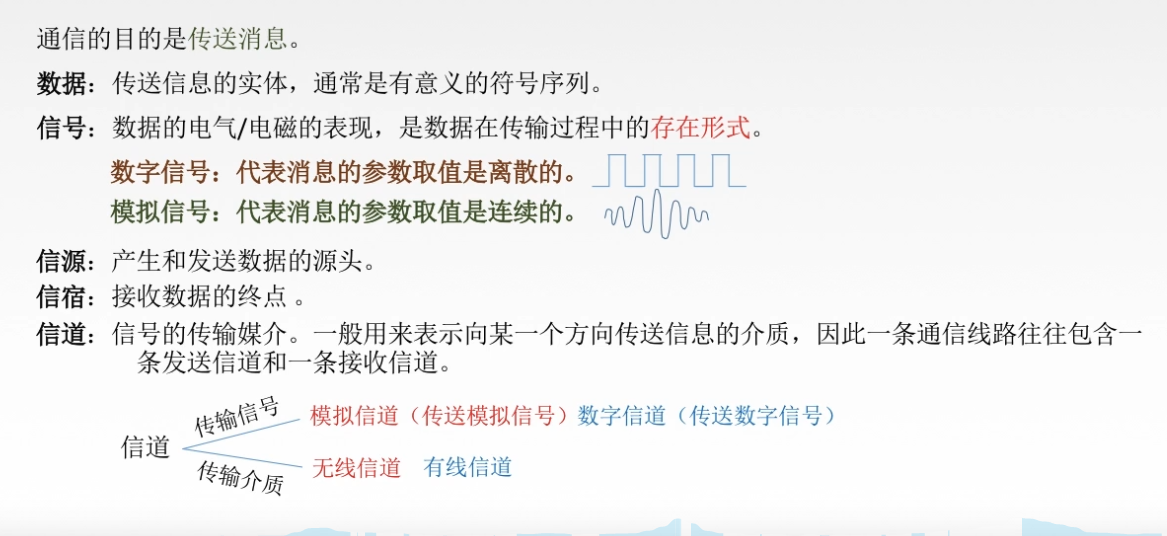 通信的目的是传送消息。
数据：传送信息的实体，通常是有意义的符号序列。
信号：数据的电气/电磁的表现，是数据在传输过程中的存在形式。
数字信号：代表消息的参数取值是离散的。
模拟信号：代表消息的参数取值是连续的。
信源：产生和发送数据的源头。
信宿：接收数据的终点 。
信道：信号的传输媒介。一般用来表示向某一个方向传送信息的介质，因此一条通信线路往往包含一
条发送信道和一条接收信道。
传输信号
模拟信道（传送模拟信号）数字信道（传送数字信号）
信道
传输介质
无线信道 有线信道